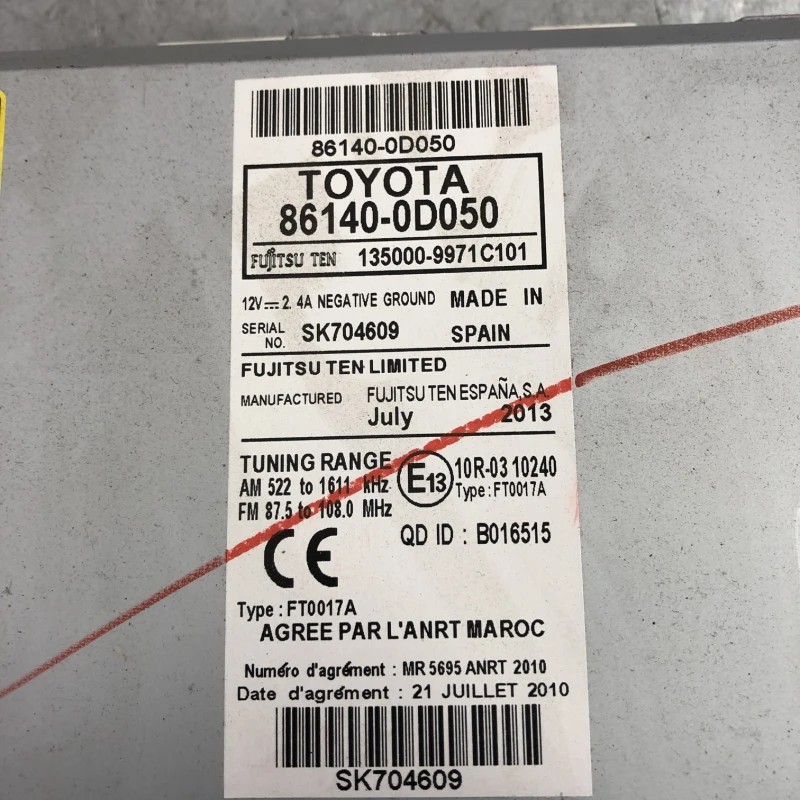 86140-0D050
TOYOTA
86140-0D050
FUJITSU TEN 135000-9971C101
12V⎓2.4A NEGATIVE GROUND MADE IN
SERIAL NO. SK704609 SPAIN
FUJITSU TEN LIMITED
MANUFACTURED FUJITSU TEN ESPAÑA,S.A.
July 2013
TUNING RANGE
AM 522 to 1611 kHz
FM 87.5 to 108.0 MHz
E13 10R-03 10240
Type:FT0017A
QD ID : B016515
CE
Type : FT0017A
AGREE PAR L'ANRT MAROC
Numéro d'agrément : MR 5695 ANRT 2010
Date d'agrément : 21 JUILLET 2010
SK704609